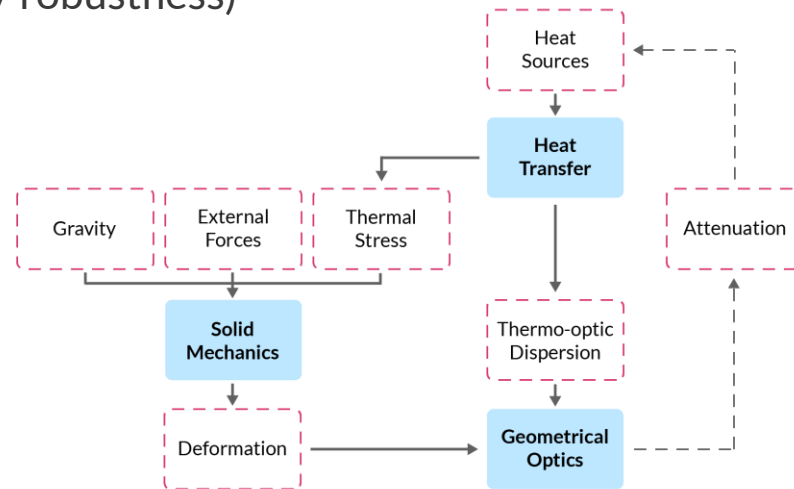 robustness)
Heat
Sources
Heat
Transfer
Gravity
External
Forces
Thermal
Stress
Attenuation
Solid
Mechanics
Thermo-optic
Dispersion
Deformation
Geometrical
Optics